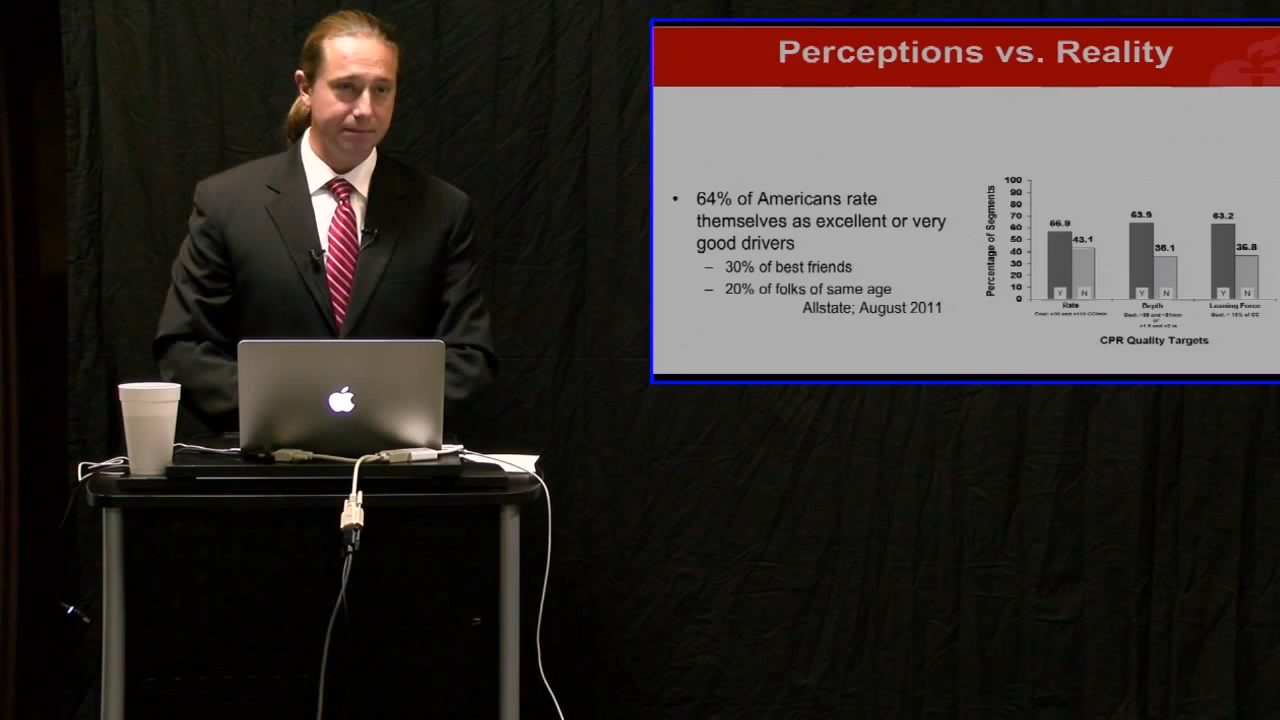 Perceptions vs. Reality
• 64% of Americans rate
themselves as excellent or very
good drivers
– 30% of best friends
– 20% of folks of same age
Allstate; August 2011
Percentage of Segments
100
90
80
70
60
50
40
30
20
10
0
43.1
63.9
36.1
63.2
36.8
Y N Y N Y N
Rate Depth Leaning Force
CPR Quality Targets